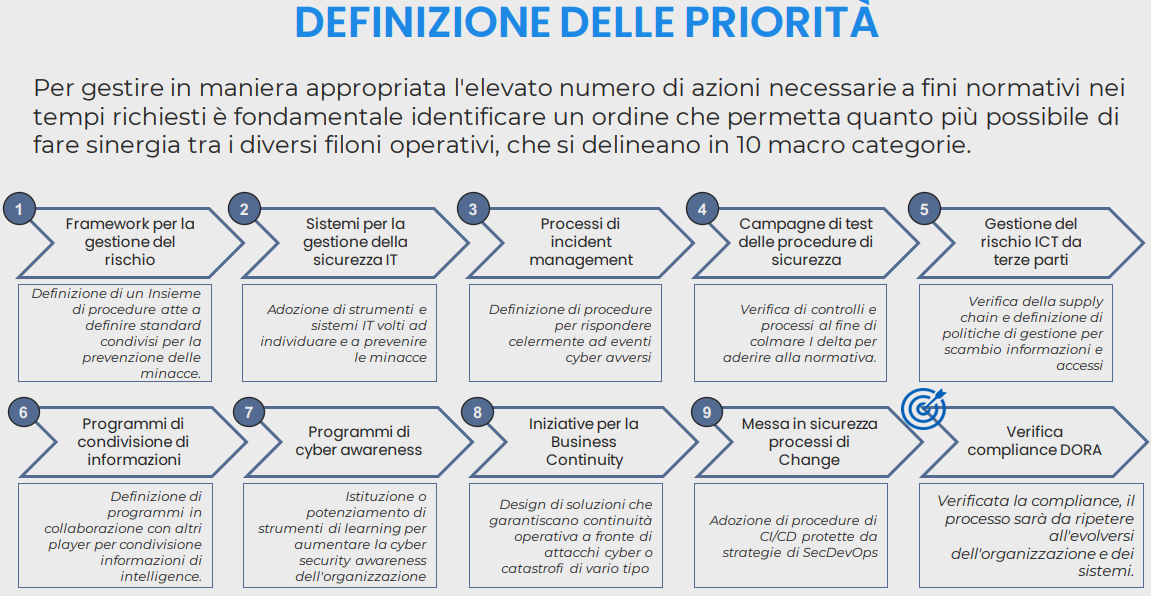 DEFINIZIONE DELLE PRIORITÀ
Per gestire in maniera appropriata l'elevato numero di azioni necessarie a fini normativi nei
tempi richiesti è fondamentale identificare un ordine che permetta quanto più possibile di
fare sinergia tra i diversi filoni operativi, che si delineano in 10 macro categorie.
1
Framework per la
gestione del
rischio
Definizione di un Insieme
di procedure atte a
definire standard
condivisi per la
prevenzione delle
minacce.
2
Sistemi per la
gestione della
sicurezza IT
Adozione di strumenti e
sistemi IT volti ad
individuare e a prevenire
le minacce
3
Processi di
incident
management
Definizione di procedure
per rispondere
celermente ad eventi
cyber avversi
4
Campagne di test
delle procedure di
sicurezza
Verifica di controlli e
processi al fine di
colmare I delta per
aderire alla normativa.
5
Gestione del
rischio ICT da
terze parti
Verifica della supply
chain e definizione di
politiche di gestione per
scambio informazioni e
accessi
6
Programmi di
condivisione di
informazioni
Definizione di
programmi in
collaborazione con altri
player per condivisione
informazioni di
intelligence.
7
Programmi di
cyber awareness
Istituzione o
potenziamento di
strumenti di learning per
aumentare la cyber
security awareness
dell'organizzazione
8
Iniziative per la
Business
Continuity
Design di soluzioni che
garantiscano continuità
operativa a fronte di
attacchi cyber o
catastrofi di vario tipo
9
Messa in sicurezza
processi di
Change
Adozione di procedure di
CI/CD protette da
strategie di SecDevOps
Verifica
compliance DORA
Verificata la compliance, il
processo sarà da ripetere
all'evolversi
dell'organizzazione e dei
sistemi.